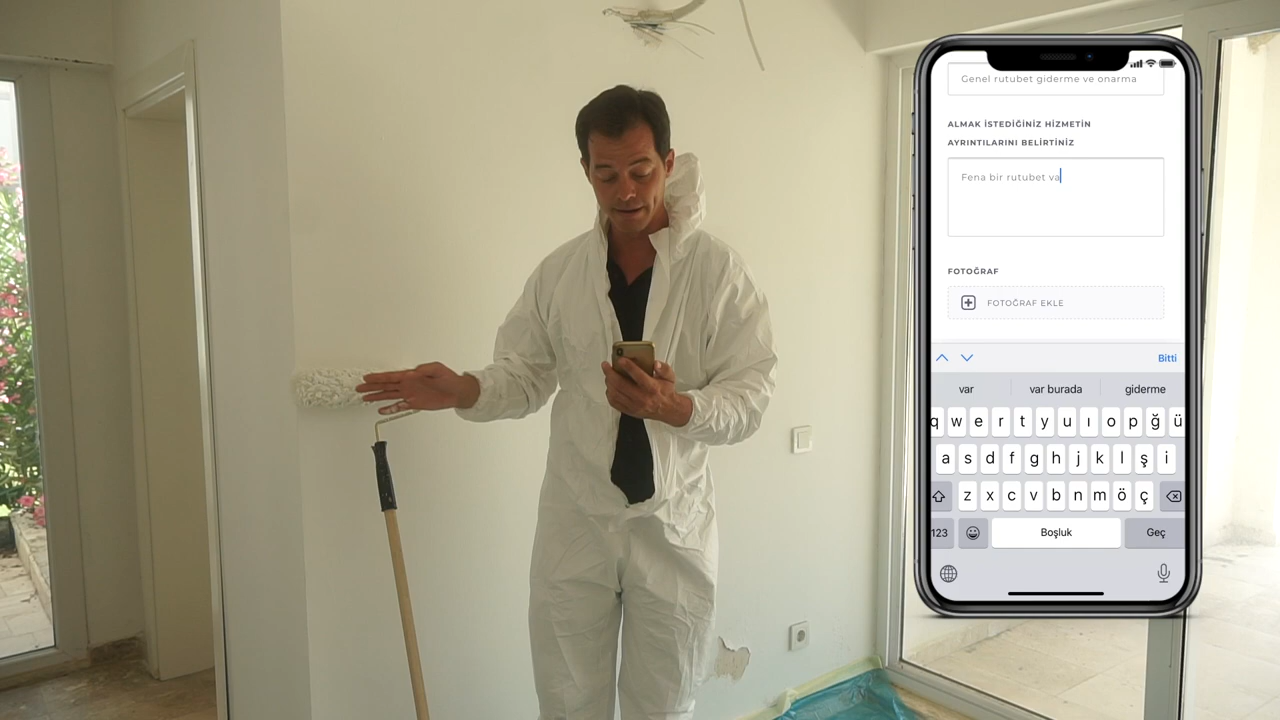 Genel rutubet giderme ve onarma
ALMAK İSTEDİĞİNİZ HİZMETİN
AYRINTILARINI BELİRTİNİZ
Fena bir rutubet va
FOTOĞRAF
FOTOĞRAF EKLE
Bitti
var var burada giderme
q w e r t y u ı o p ğ ü
a s d f g h j k l ş i
z x c v b n m ö ç
123 Boşluk Geç